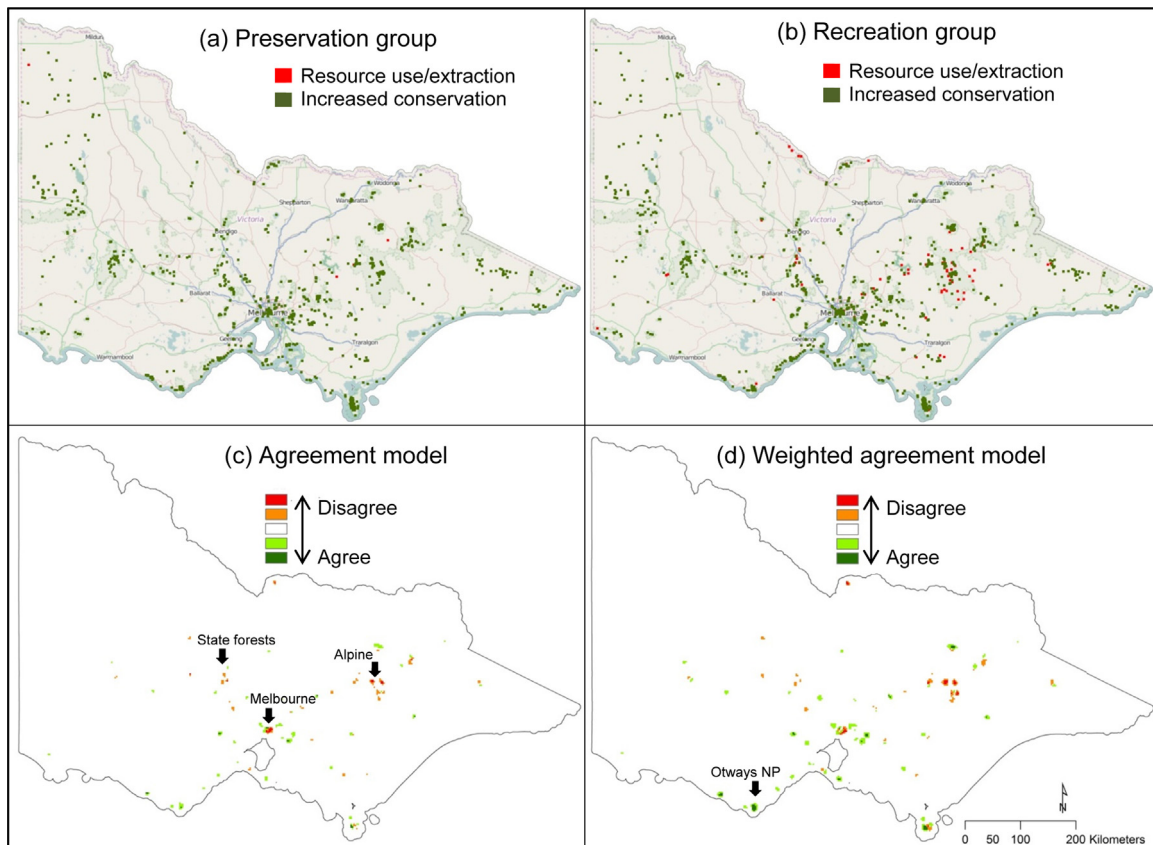 (a) Preservation group
Resource use/extraction
Increased conservation
Mildura
Wodonga
Wangaratta
Shepparton
Victoria
Bendigo
Ballarat
Melbourne
Geelong
Traralgon
Warrnambool
(b) Recreation group
Resource use/extraction
Increased conservation
Mildura
Wodonga
Wangaratta
Shepparton
Victoria
Bendigo
Ballarat
Melbourne
Geelong
Traralgon
Warrnambool
(c) Agreement model
Disagree
Agree
State forests
Alpine
Melbourne
(d) Weighted agreement model
Disagree
Agree
Otways NP
N
0 50 100 200 Kilometers